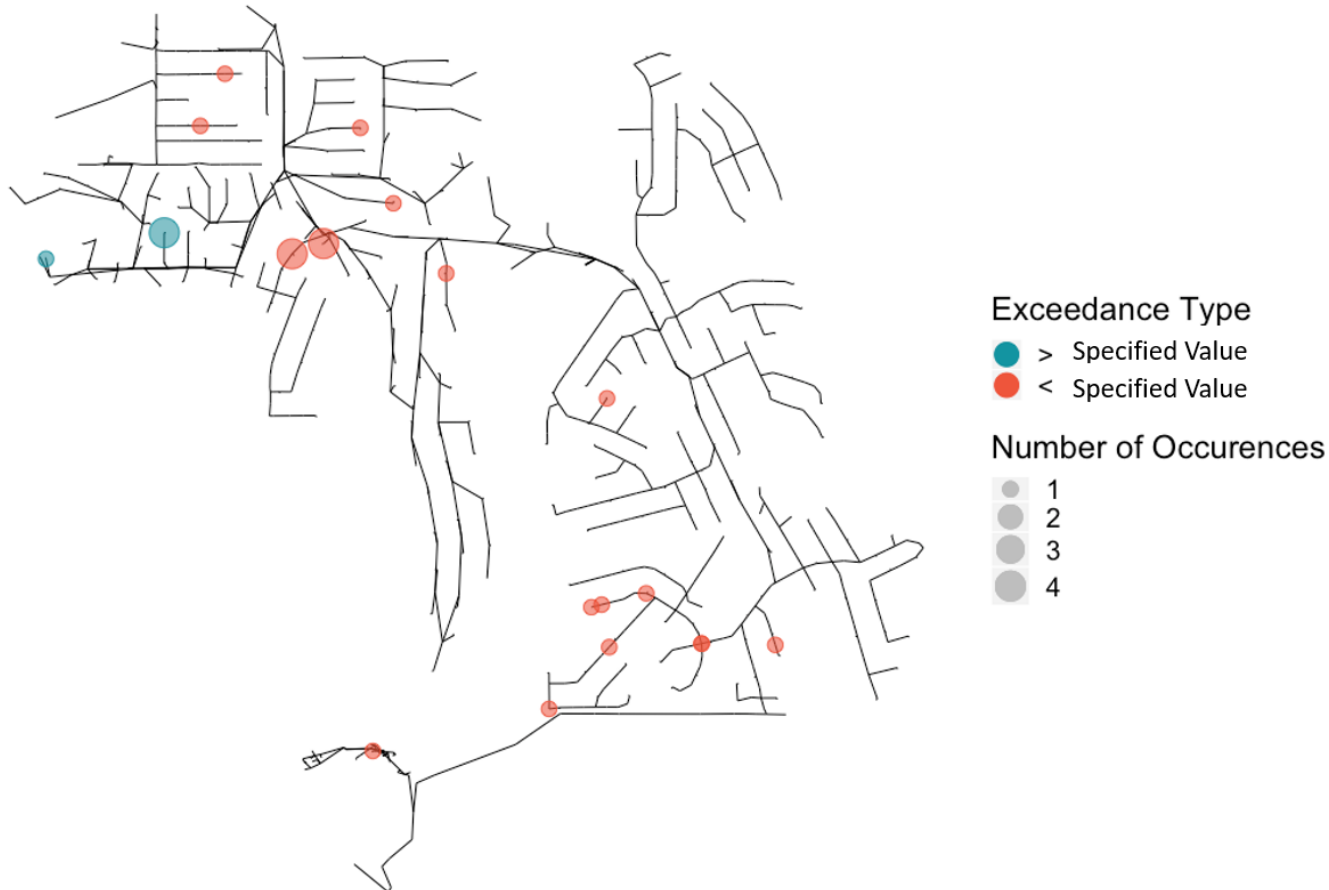 Exceedance Type
> Specified Value
< Specified Value
Number of Occurences
1
2
3
4